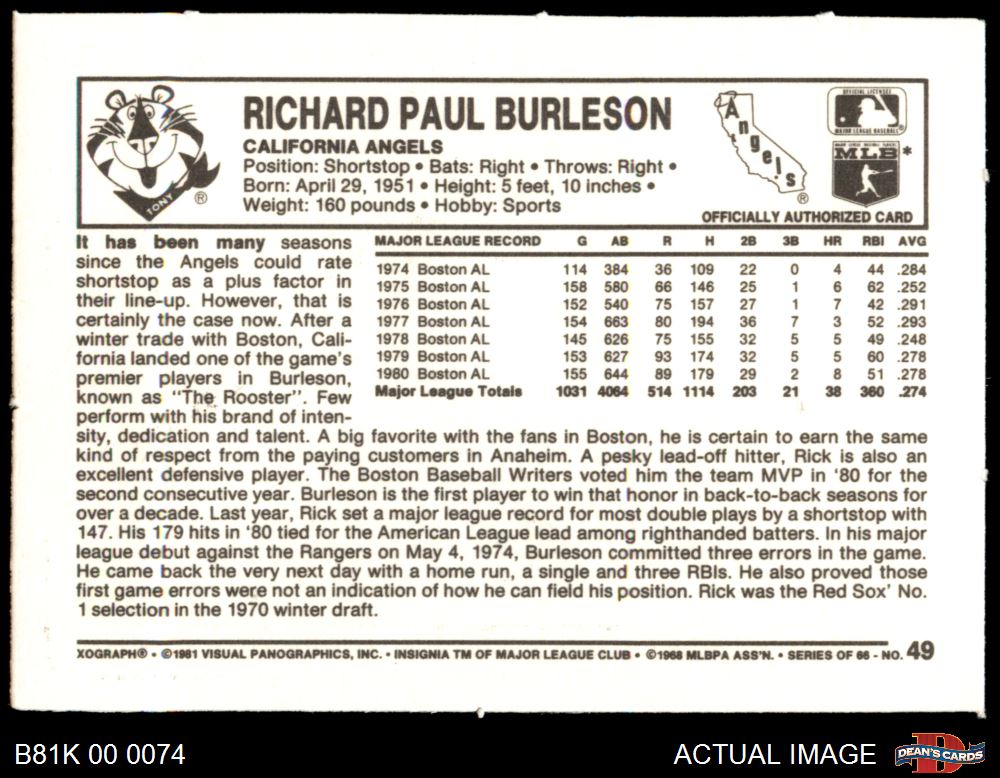 TONY
®
RICHARD PAUL BURLESON
CALIFORNIA ANGELS
Position: Shortstop • Bats: Right • Throws: Right •
Born: April 29, 1951 • Height: 5 feet, 10 inches •
Weight: 160 pounds • Hobby: Sports
Angels
®
OFFICIAL LICENSEE
MAJOR LEAGUE BASEBALL
MLB *
OFFICIALLY AUTHORIZED CARD
It has been many seasons
since the Angels could rate
shortstop as a plus factor in
their line-up. However, that is
certainly the case now. After a
winter trade with Boston, Cali-
fornia landed one of the game's
premier players in Burleson,
known as "The Rooster". Few
perform with his brand of inten-
MAJOR LEAGUE RECORD G AB R H 2B 3B HR RBI AVG
1974 Boston AL 114 384 36 109 22 0 4 44 .284
1975 Boston AL 158 580 66 146 25 1 6 62 .252
1976 Boston AL 152 540 75 157 27 1 7 42 .291
1977 Boston AL 154 663 80 194 36 7 3 52 .293
1978 Boston AL 145 626 75 155 32 5 5 49 .248
1979 Boston AL 153 627 93 174 32 5 5 60 .278
1980 Boston AL 155 644 89 179 29 2 8 51 .278
Major League Totals 1031 4064 514 1114 203 21 38 360 .274
sity, dedication and talent. A big favorite with the fans in Boston, he is certain to earn the same
kind of respect from the paying customers in Anaheim. A pesky lead-off hitter, Rick is also an
excellent defensive player. The Boston Baseball Writers voted him the team MVP in '80 for the
second consecutive year. Burleson is the first player to win that honor in back-to-back seasons for
over a decade. Last year, Rick set a major league record for most double plays by a shortstop with
147. His 179 hits in '80 tied for the American League lead among righthanded batters. In his major
league debut against the Rangers on May 4, 1974, Burleson committed three errors in the game.
He came back the very next day with a home run, a single and three RBIs. He also proved those
first game errors were not an indication of how he can field his position. Rick was the Red Sox' No.
1 selection in the 1970 winter draft.
XOGRAPH® • ©1981 VISUAL PANOGRAPHICS, INC. • INSIGNIA TM OF MAJOR LEAGUE CLUB • ©1968 MLBPA ASS'N. • SERIES OF 66 - NO. 49
B81K 00 0074
ACTUAL IMAGE
DEAN'S CARDS